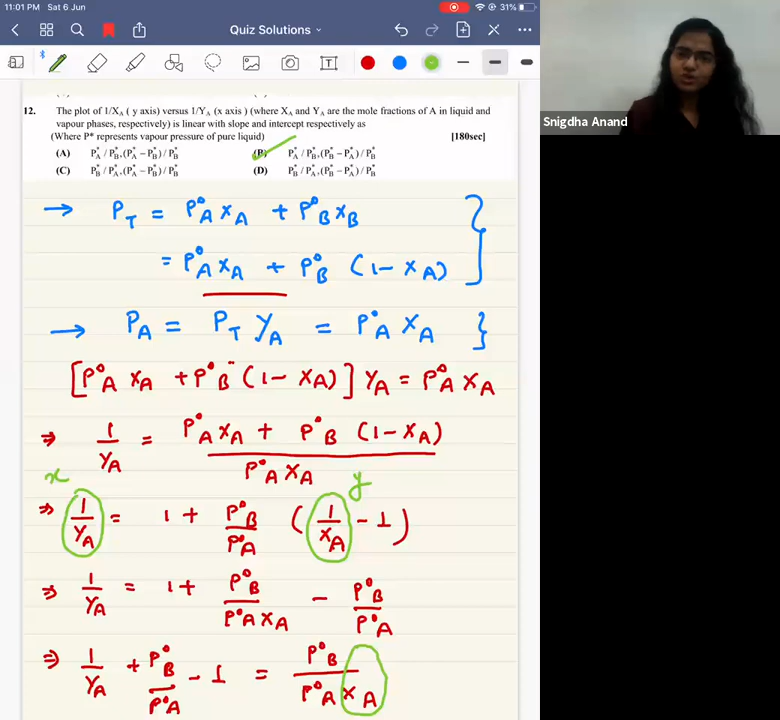 11:01 PM Sat 6 Jun
31%
Quiz Solutions
T
12. The plot of 1/X_A ( y axis) versus 1/Y_A (x axis ) (where X_A and Y_A are the mole fractions of A in liquid and
vapour phases, respectively) is linear with slope and intercept respectively as
(Where P* represents vapour pressure of pure liquid) [180sec]
(A) P*_A / P*_B, (P*_A − P*_B) / P*_B (B) P*_A / P*_B, (P*_B − P*_A) / P*_B
(C) P*_B / P*_A, (P*_A − P*_B) / P*_B (D) P*_B / P*_A, (P*_B − P*_A) / P*_B
→ P_T = P°_A x_A + P°_B x_B
= P°_A x_A + P°_B (1 - x_A)
→ P_A = P_T Y_A = P°_A x_A
[P°_A x_A + P°_B (1 - x_A)] Y_A = P°_A x_A
⇒ 1/Y_A = (P°_A x_A + P°_B (1 - x_A)) / (P°_A x_A)
x y
⇒ 1/Y_A = 1 + P°_B/P°_A (1/x_A - 1)
⇒ 1/Y_A = 1 + P°_B/(P°_A x_A) - P°_B/P°_A
⇒ 1/Y_A + P°_B/P°_A - 1 = P°_B/(P°_A x_A)
Snigdha Anand